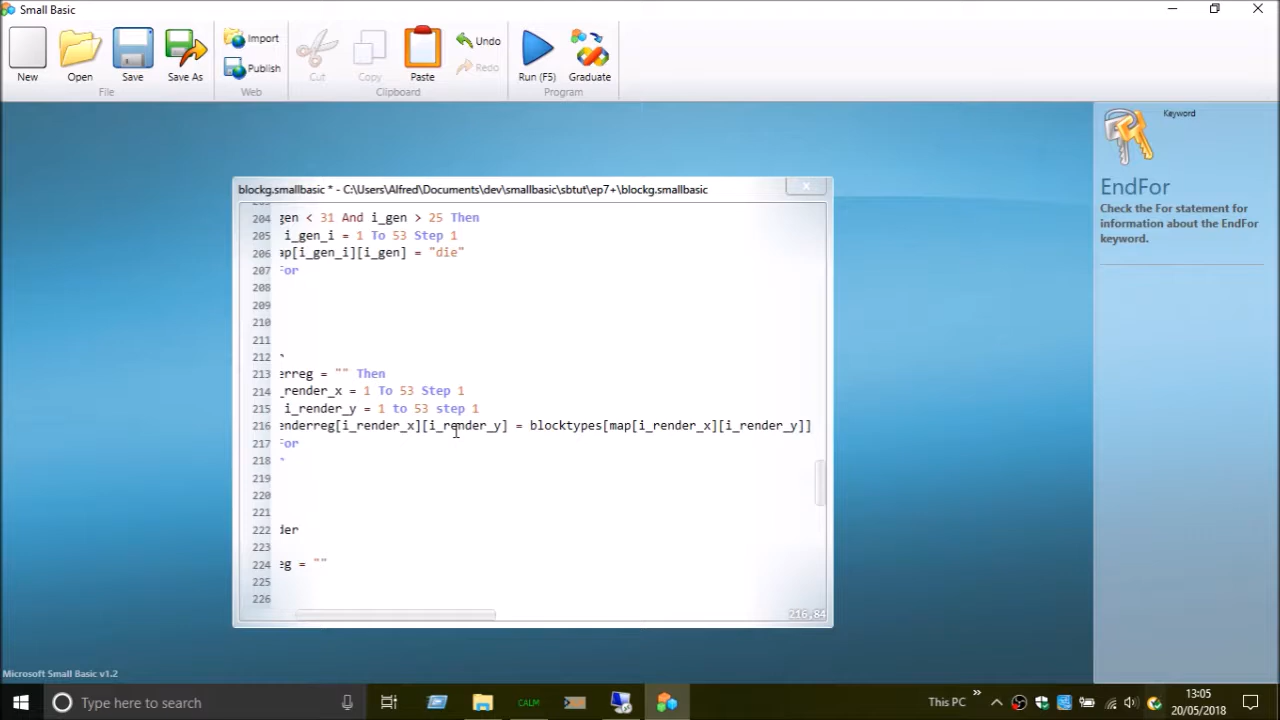 Small Basic
New
Open
Save
Save As
File
Import
Publish
Web
Cut
Copy
Paste
Undo
Redo
Clipboard
Run (F5)
Graduate
Program
Keyword
EndFor
Check the For statement for
information about the EndFor
keyword.
blockg.smallbasic * - C:\Users\Alfred\Documents\dev\smallbasic\sbtut\ep7+\blockg.smallbasic
204 gen < 31 And i_gen > 25 Then
205 i_gen_i = 1 To 53 Step 1
206 ap[i_gen_i][i_gen] = "die"
207 For
208
209
210
211
212
213 erreg = "" Then
214 _render_x = 1 To 53 Step 1
215 i_render_y = 1 to 53 step 1
216 enderreg[i_render_x][i_render_y] = blocktypes[map[i_render_x][i_render_y]]
217 For
218
219
220
221
222 der
223
224 eg = ""
225
226
216,84
Microsoft Small Basic v1.2
Type here to search
CALM
This PC
13:05
20/05/2018